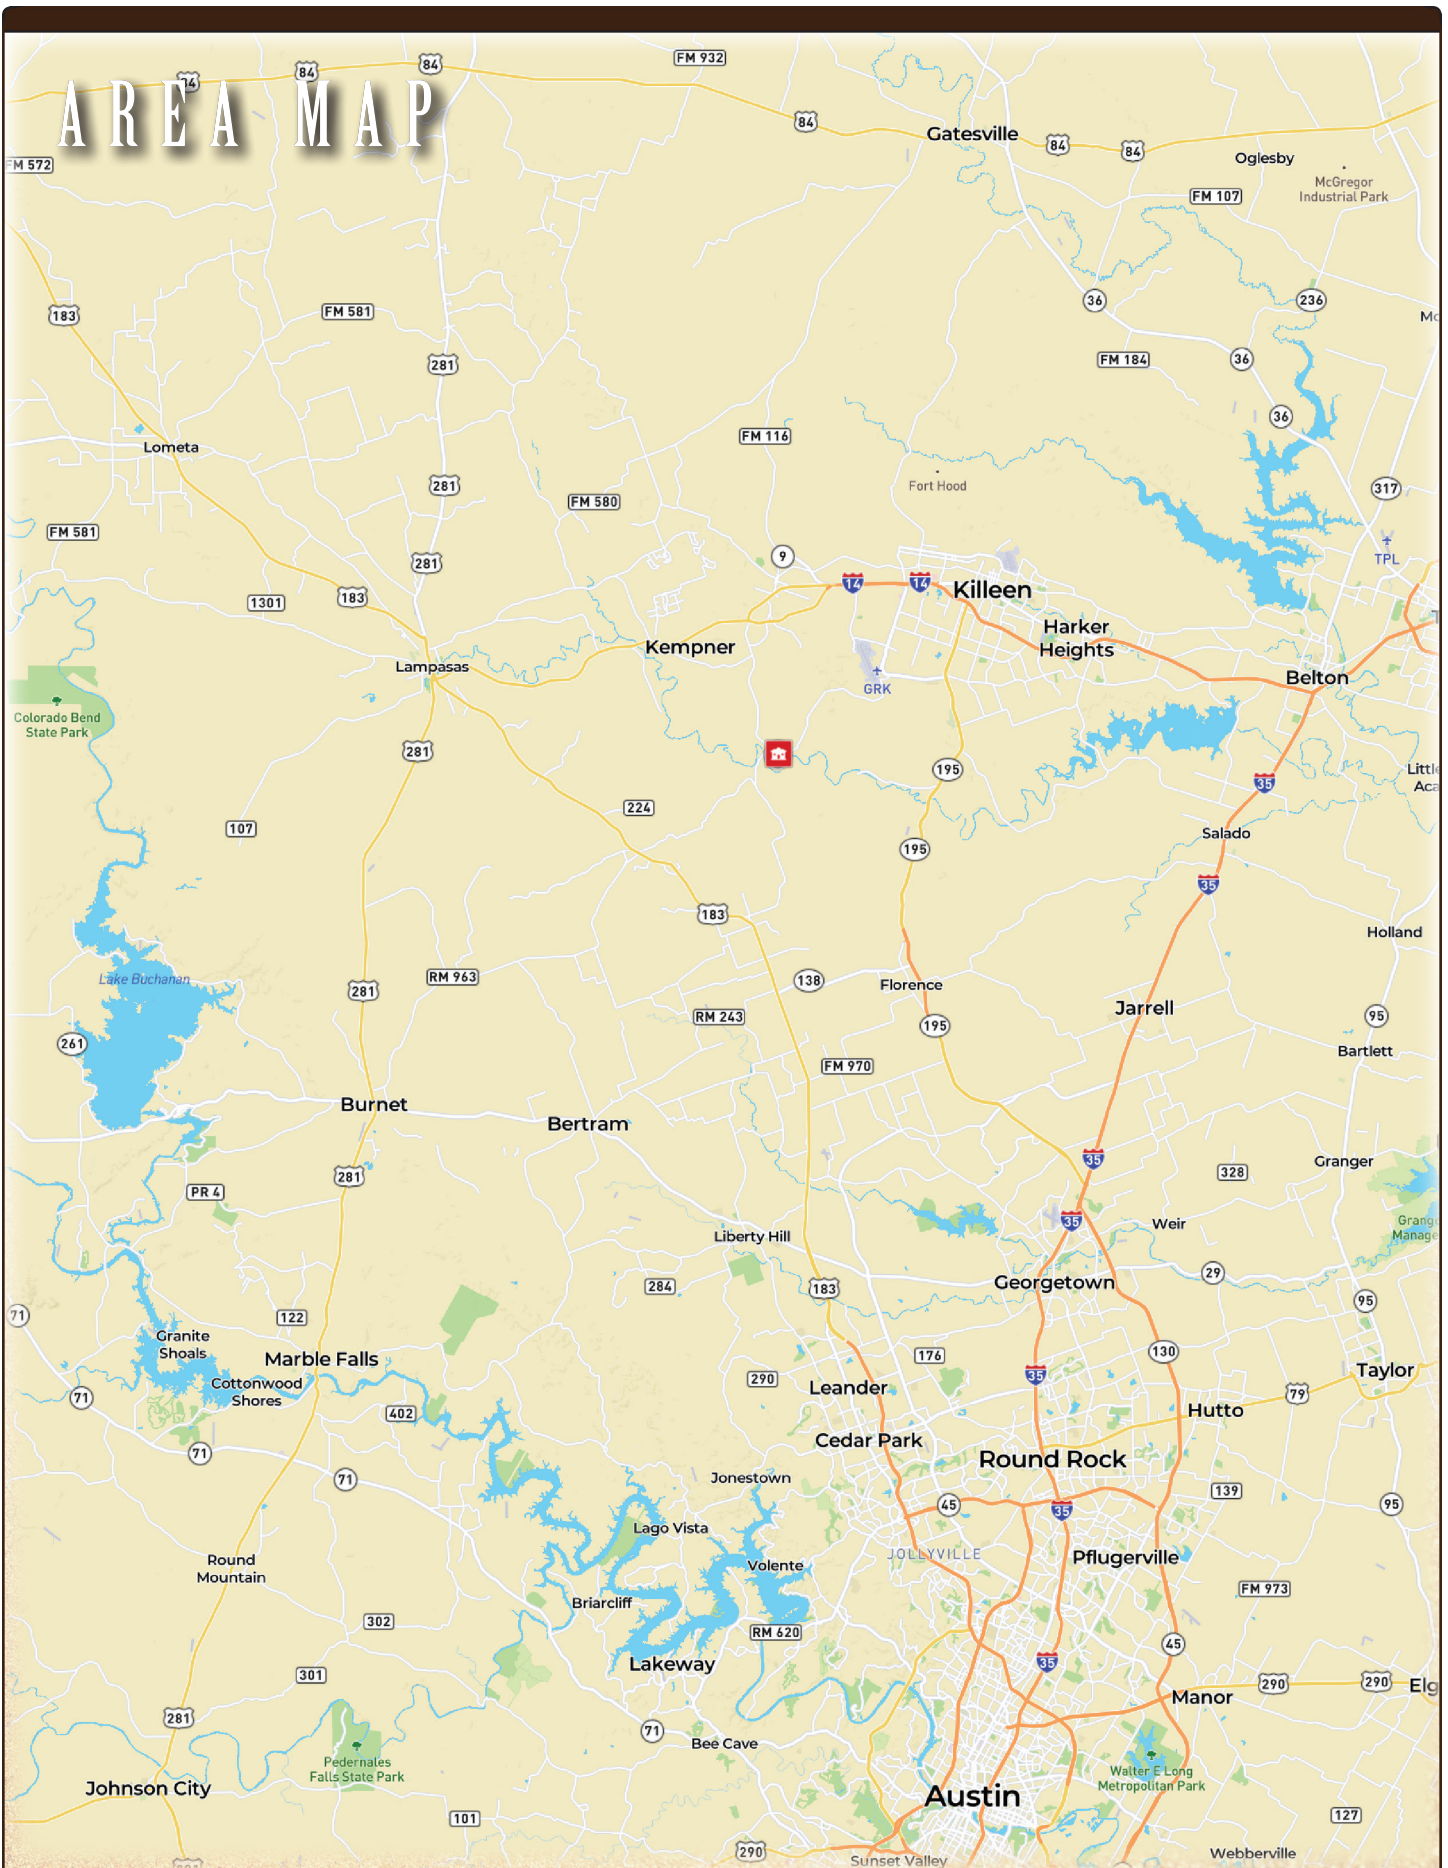 AREA MAP
84
84
84
FM 932
84
Gatesville
84
84
Oglesby
McGregor
Industrial Park
FM 572
FM 107
183
FM 581
36
236
281
FM 184
36
36
Lometa
FM 116
281
Fort Hood
317
FM 580
FM 581
TPL
281
9
14
14
Killeen
1301
183
Harker
Heights
Kempner
Lampasas
Belton
GRK
Colorado Bend
State Park
281
195
35
224
107
Salado
195
35
183
Holland
Lake Buchanan
RM 963
281
138
Florence
Jarrell
RM 243
195
95
261
Bartlett
FM 970
Burnet
Bertram
35
Granger
281
328
PR 4
35
Weir
Liberty Hill
29
Georgetown
284
183
95
71
122
Granite
Shoals
Marble Falls
176
130
Taylor
290
Leander
35
Cottonwood
Shores
71
79
402
Hutto
Cedar Park
71
Round Rock
71
Jonestown
139
45
35
95
Lago Vista
JOLLYVILLE
Pflugerville
Round
Mountain
Volente
FM 973
Briarcliff
302
RM 620
45
Lakeway
35
301
290
290
Manor
281
71
Bee Cave
Pedernales
Falls State Park
Walter E Long
Metropolitan Park
Johnson City
Austin
101
127
290
Webberville
Sunset Valley